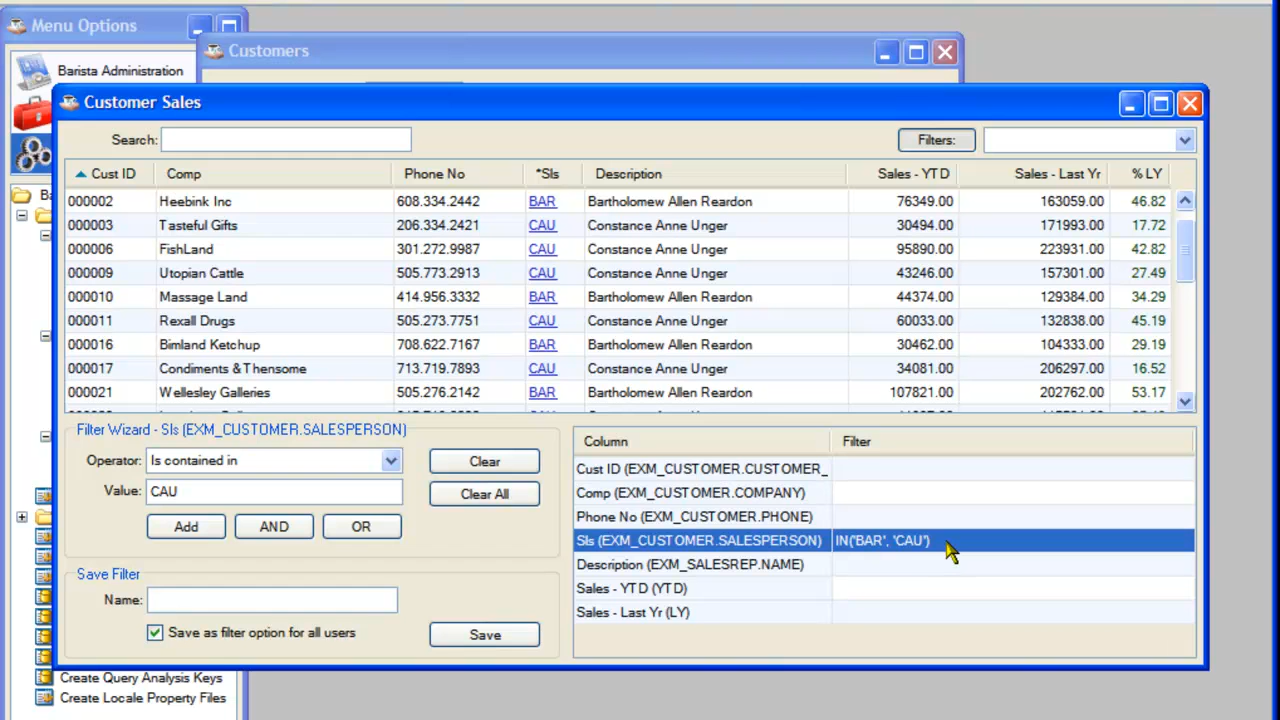 Menu Options
Customers
Barista Administration
Customer Sales
Search:
Filters:
Cust ID Comp Phone No *Sls Description Sales - YTD Sales - Last Yr % LY
000002 Heebink Inc 608.334.2442 BAR Bartholomew Allen Reardon 76349.00 163059.00 46.82
000003 Tasteful Gifts 206.334.2421 CAU Constance Anne Unger 30494.00 171993.00 17.72
000006 FishLand 301.272.9987 CAU Constance Anne Unger 95890.00 223931.00 42.82
000009 Utopian Cattle 505.773.2913 CAU Constance Anne Unger 43246.00 157301.00 27.49
000010 Massage Land 414.956.3332 BAR Bartholomew Allen Reardon 44374.00 129384.00 34.29
000011 Rexall Drugs 505.273.7751 CAU Constance Anne Unger 60033.00 132838.00 45.19
000016 Bimland Ketchup 708.622.7167 BAR Bartholomew Allen Reardon 30462.00 104333.00 29.19
000017 Condiments & Thensome 713.719.7893 CAU Constance Anne Unger 34081.00 206297.00 16.52
000021 Wellesley Galleries 505.276.2142 BAR Bartholomew Allen Reardon 107821.00 202762.00 53.17
Filter Wizard - Sls (EXM_CUSTOMER.SALESPERSON)
Operator: Is contained in Clear
Value: CAU Clear All
Add AND OR
Save Filter
Name:
Save as filter option for all users Save
Column Filter
Cust ID (EXM_CUSTOMER.CUSTOMER_
Comp (EXM_CUSTOMER.COMPANY)
Phone No (EXM_CUSTOMER.PHONE)
Sls (EXM_CUSTOMER.SALESPERSON) IN('BAR', 'CAU')
Description (EXM_SALESREP.NAME)
Sales - YTD (YTD)
Sales - Last Yr (LY)
Create Query Analysis Keys
Create Locale Property Files